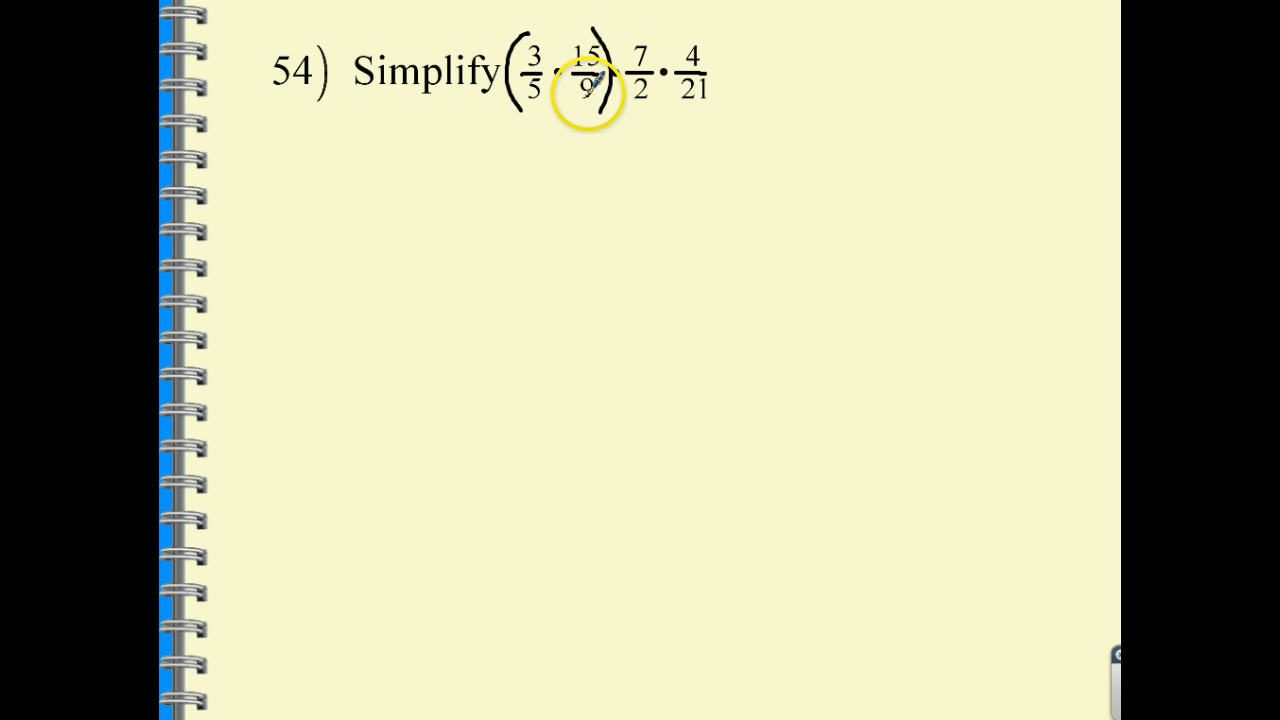 54) Simplify (3/5 · 15/9) · 7/2 • 4/21